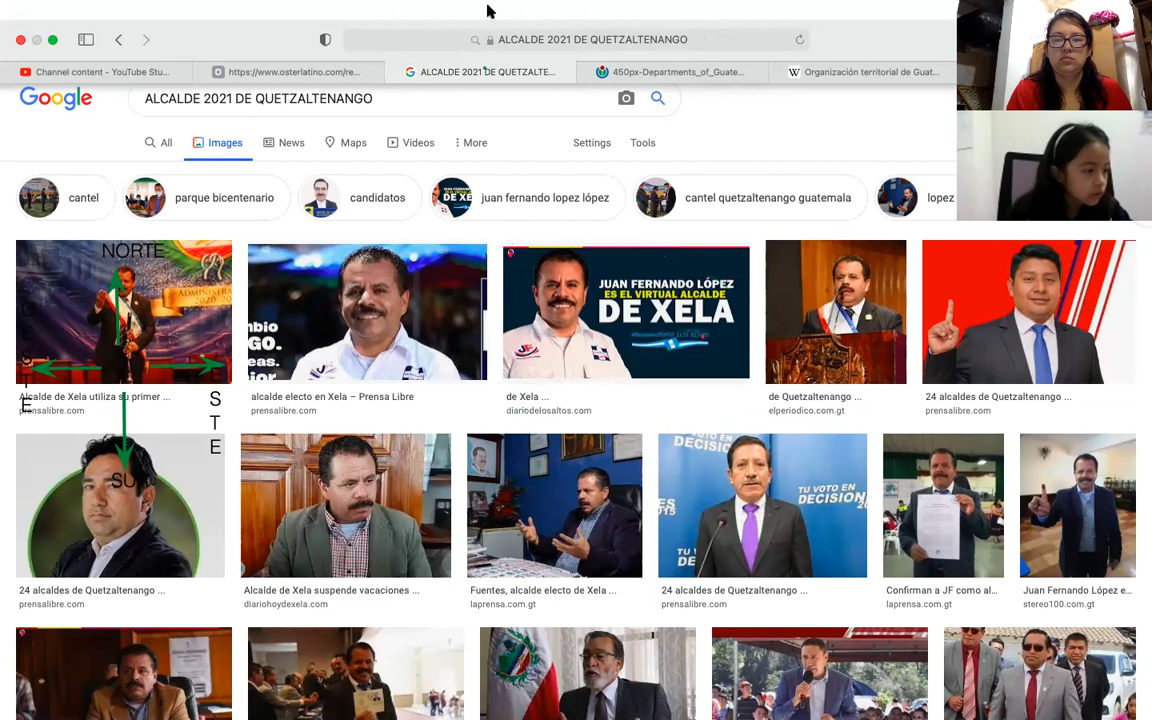 ALCALDE 2021 DE QUETZALTENANGO
Channel content - YouTube Stu...
https://www.osterlatino.com/re...
ALCALDE 2021 DE QUETZALTE...
450px-Departments_of_Guate...
Organización territorial de Guat...
Google
ALCALDE 2021 DE QUETZALTENANGO
All
Images
News
Maps
Videos
More
Settings
Tools
cantel
parque bicentenario
candidatos
juan fernando lopez lópez
cantel quetzaltenango guatemala
lopez
NORTE
ESTE
SUR
JUAN FERNANDO LÓPEZ
ES EL VIRTUAL ALCALDE
DE XELA
Alcalde de Xela utiliza su primer ...
prensalibre.com
alcalde electo en Xela – Prensa Libre
prensalibre.com
de Xela ...
diariodelosaltos.com
de Quetzaltenango ...
elperiodico.com.gt
24 alcaldes de Quetzaltenango ...
prensalibre.com
DECISION
2015
TU VOTO EN
DECISION
24 alcaldes de Quetzaltenango ...
prensalibre.com
Alcalde de Xela suspende vacaciones ...
diariohoydexela.com
Fuentes, alcalde electo de Xela ...
laprensa.com.gt
24 Alcaldes de Quetzaltenango ...
prensalibre.com
Confirman a JF como al...
laprensa.com.gt
Juan Fernando López e...
stereo100.com.gt